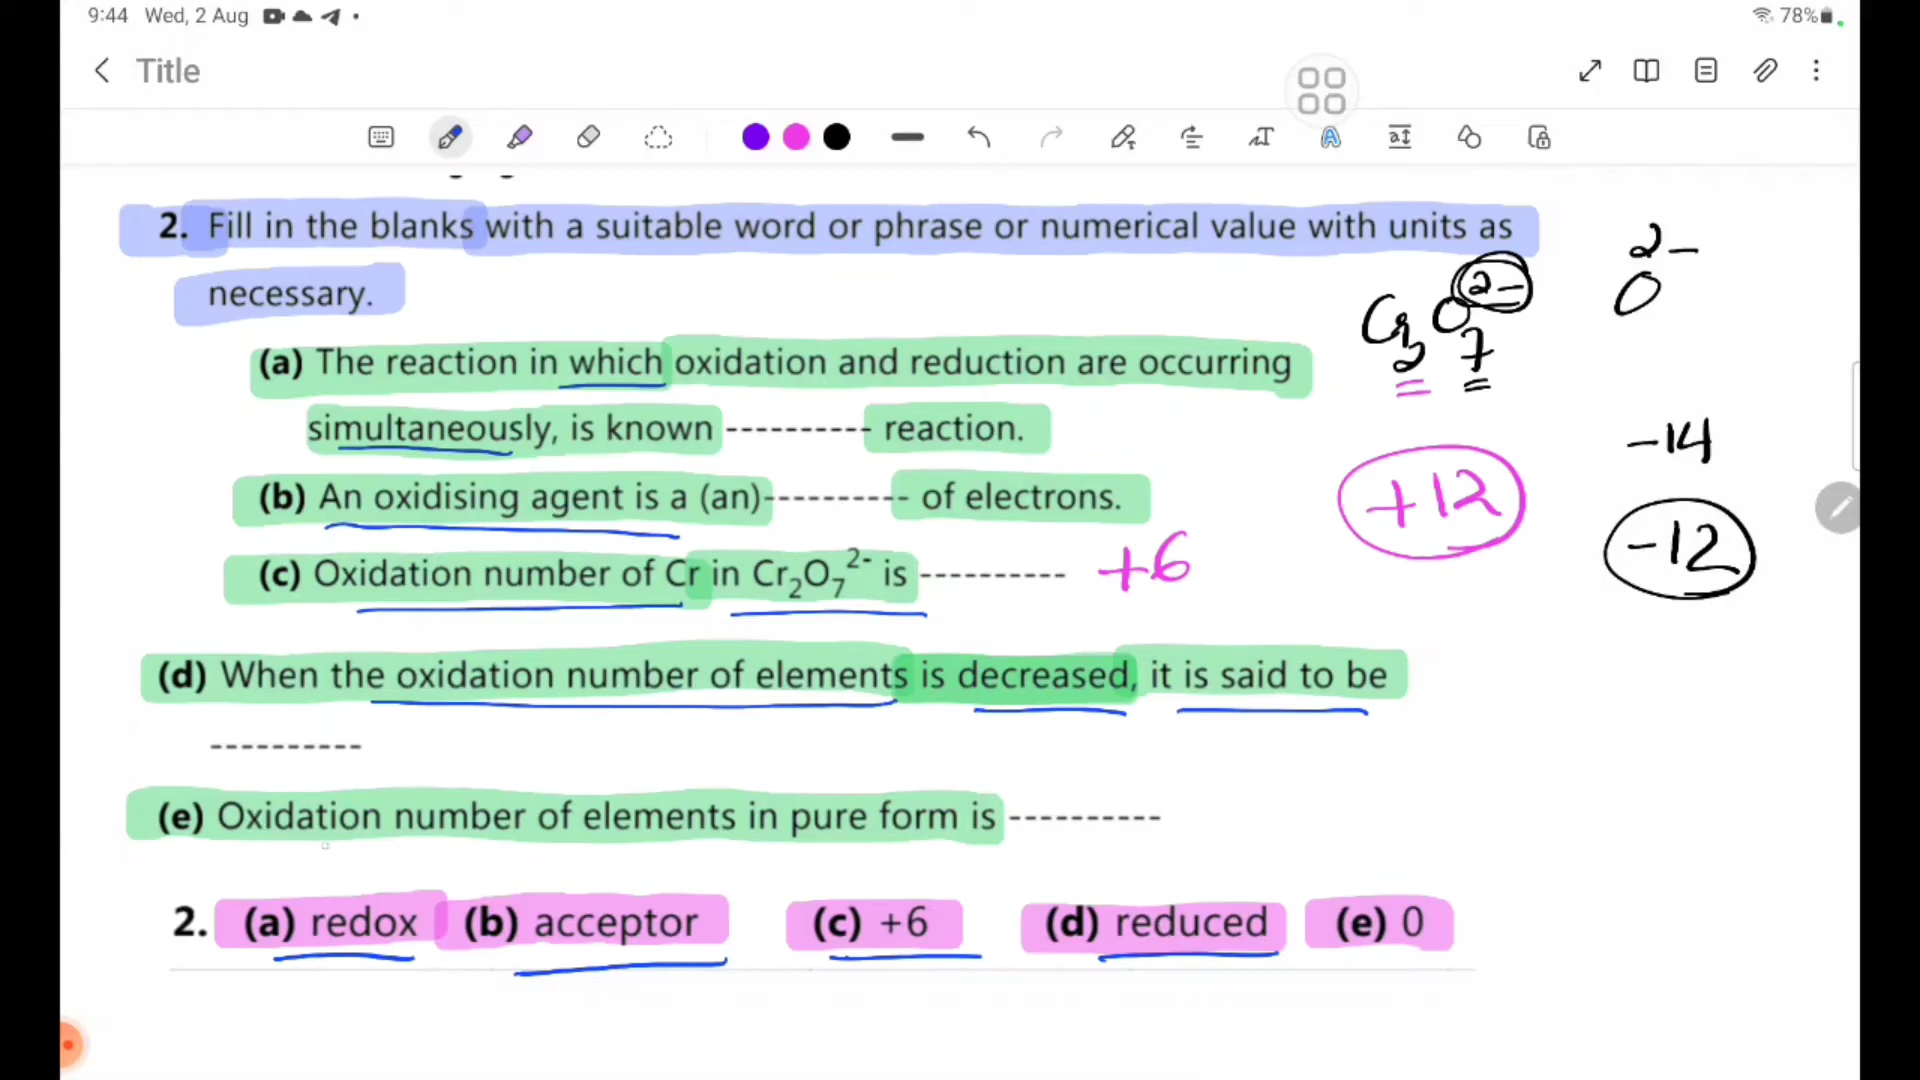 9:44 Wed, 2 Aug 78%
Title
2. Fill in the blanks with a suitable word or phrase or numerical value with units as
necessary.
(a) The reaction in which oxidation and reduction are occurring
simultaneously, is known ---------- reaction.
(b) An oxidising agent is a (an)---------- of electrons.
(c) Oxidation number of Cr in Cr₂O₇²⁻ is ---------- +6
(d) When the oxidation number of elements is decreased, it is said to be
----------
(e) Oxidation number of elements in pure form is ----------
2. (a) redox (b) acceptor (c) +6 (d) reduced (e) 0
Cr₂O₇²⁻
O²⁻
-14
+12
-12